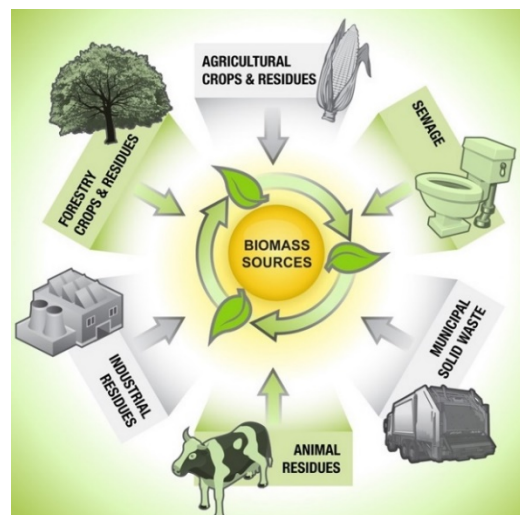 AGRICULTURAL
CROPS & RESIDUES
SEWAGE
FORESTRY
CROPS & RESIDUES
BIOMASS
SOURCES
MUNICIPAL
SOLID WASTE
INDUSTRIAL
RESIDUES
ANIMAL
RESIDUES